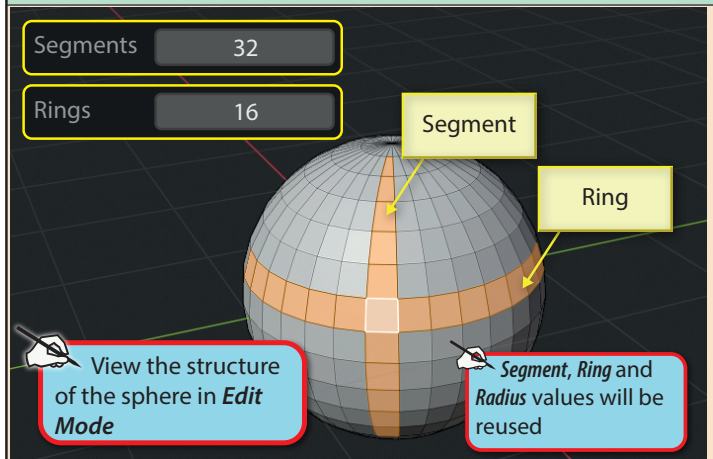 Segments 32
Rings 16
Segment
Ring
View the structure
of the sphere in Edit
Mode
Segment, Ring and
Radius values will be
reused